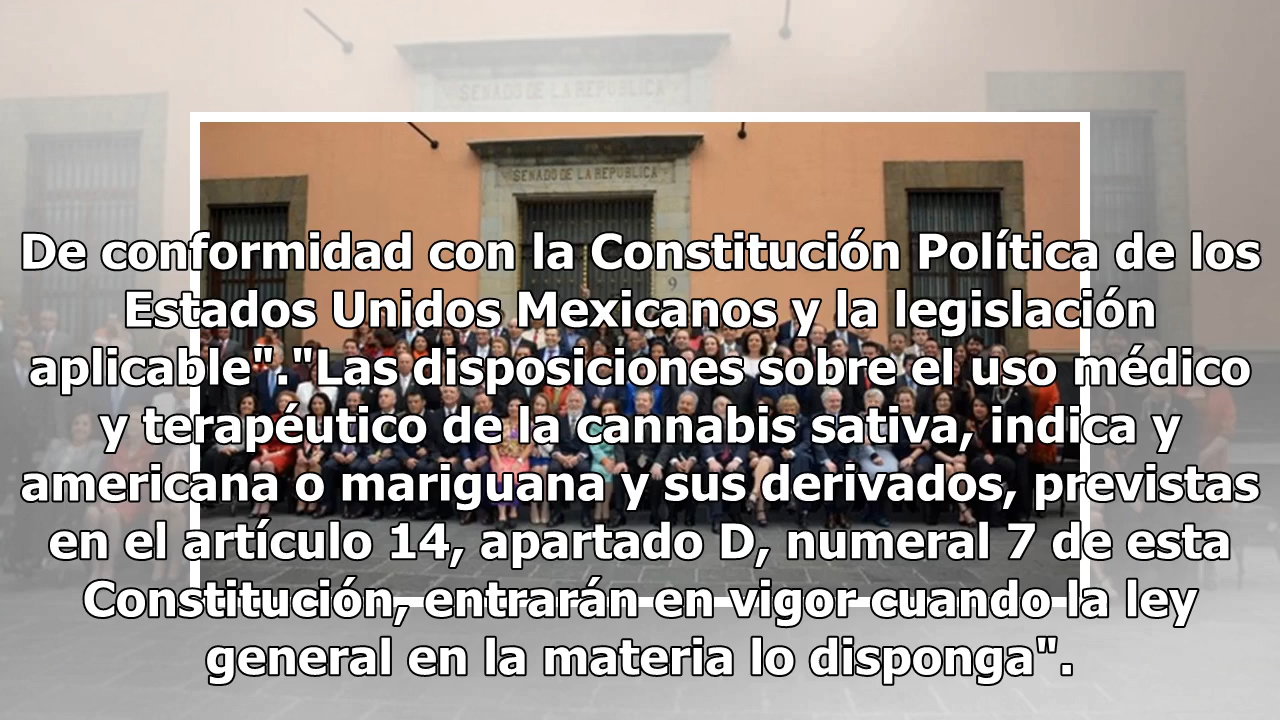 SENADO DE LA REPUBLICA
SENADO DE LA REPUBLICA
9
De conformidad con la Constitución Política de los
Estados Unidos Mexicanos y la legislación
aplicable"."Las disposiciones sobre el uso médico
y terapéutico de la cannabis sativa, indica y
americana o mariguana y sus derivados, previstas
en el artículo 14, apartado D, numeral 7 de esta
Constitución, entrarán en vigor cuando la ley
general en la materia lo disponga".